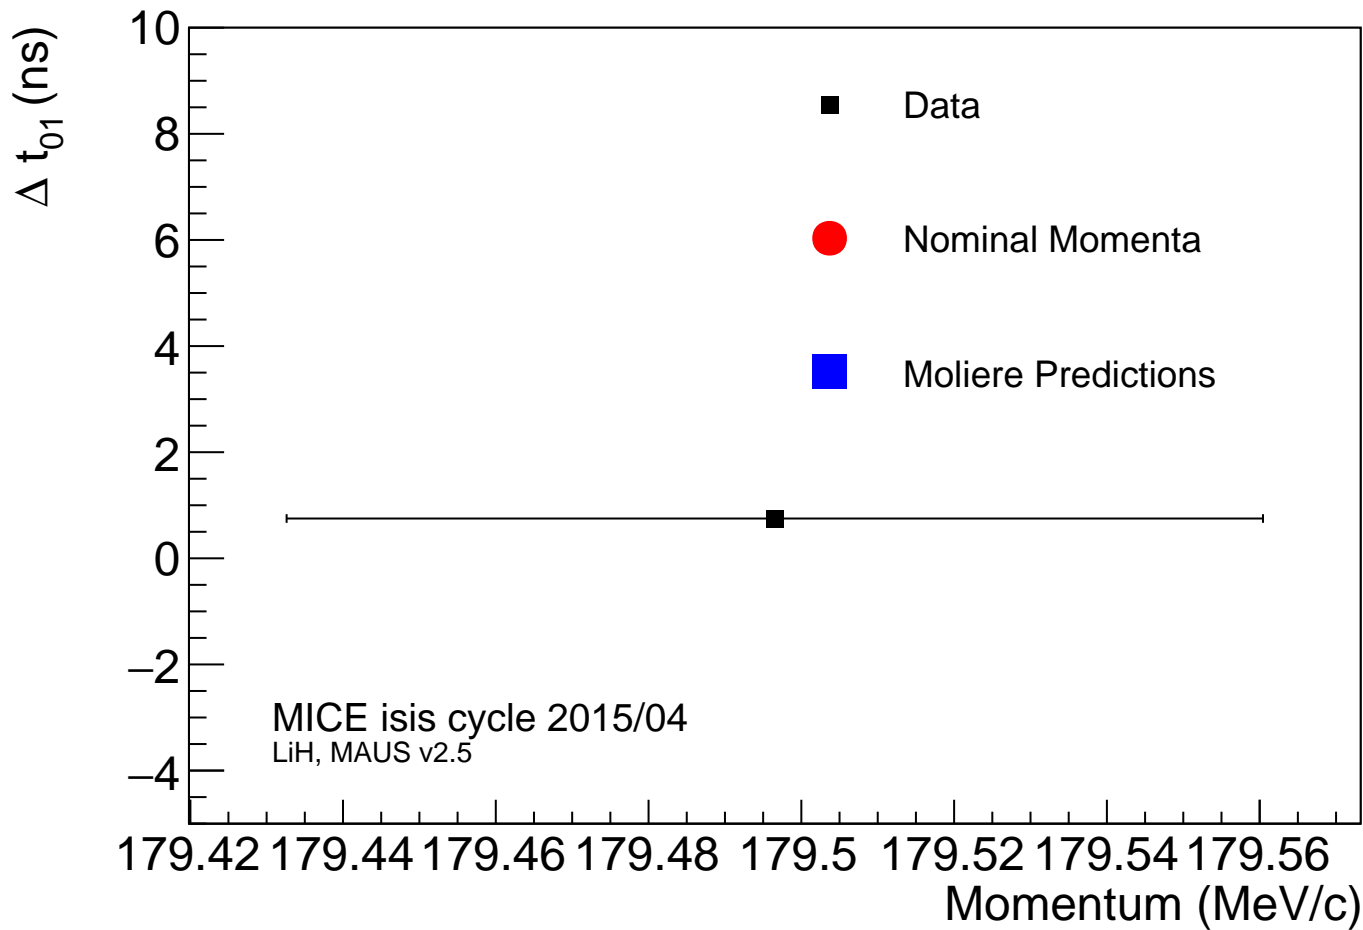 Δ t01 (ns)
10
8
6
4
2
0
−2
−4
Data
Nominal Momenta
Moliere Predictions
MICE isis cycle 2015/04
LiH, MAUS v2.5
179.42 179.44 179.46 179.48 179.5 179.52 179.54 179.56
Momentum (MeV/c)